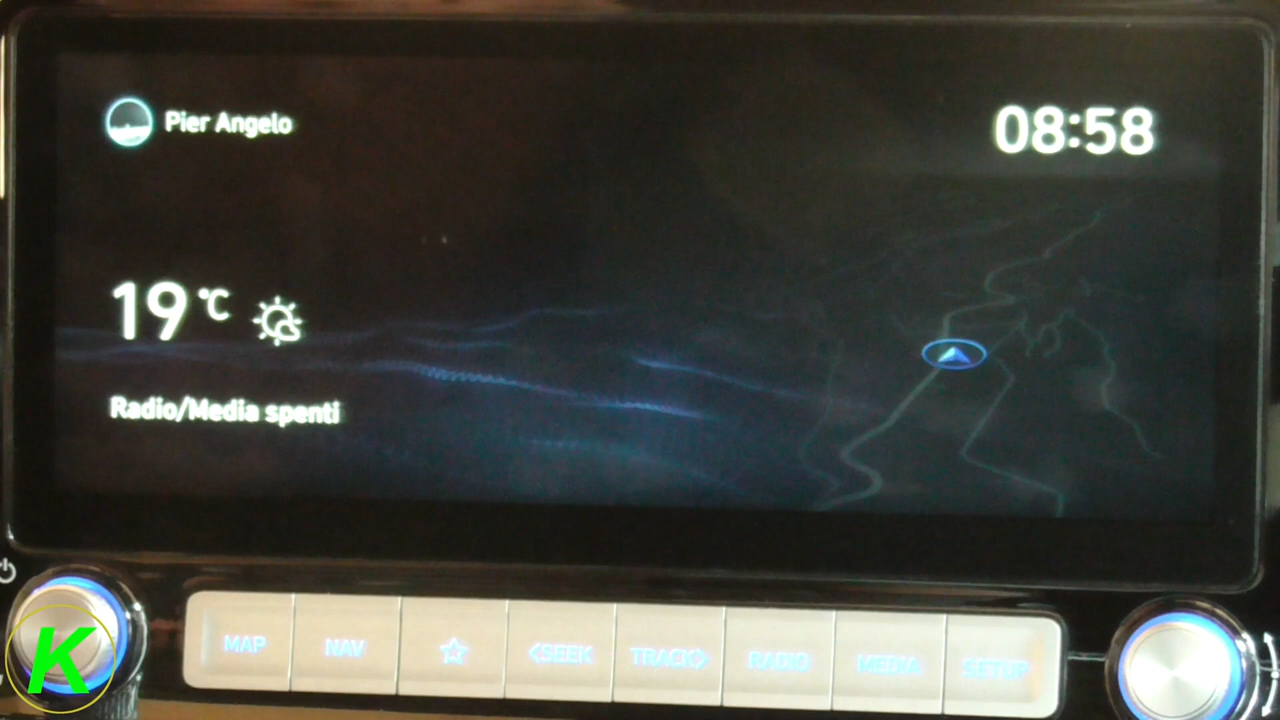 Pier Angelo
08:58
19 °C
Radio/Media spenti
MAP
NAV
<SEEK
TRACK>
RADIO
MEDIA
SETUP
K